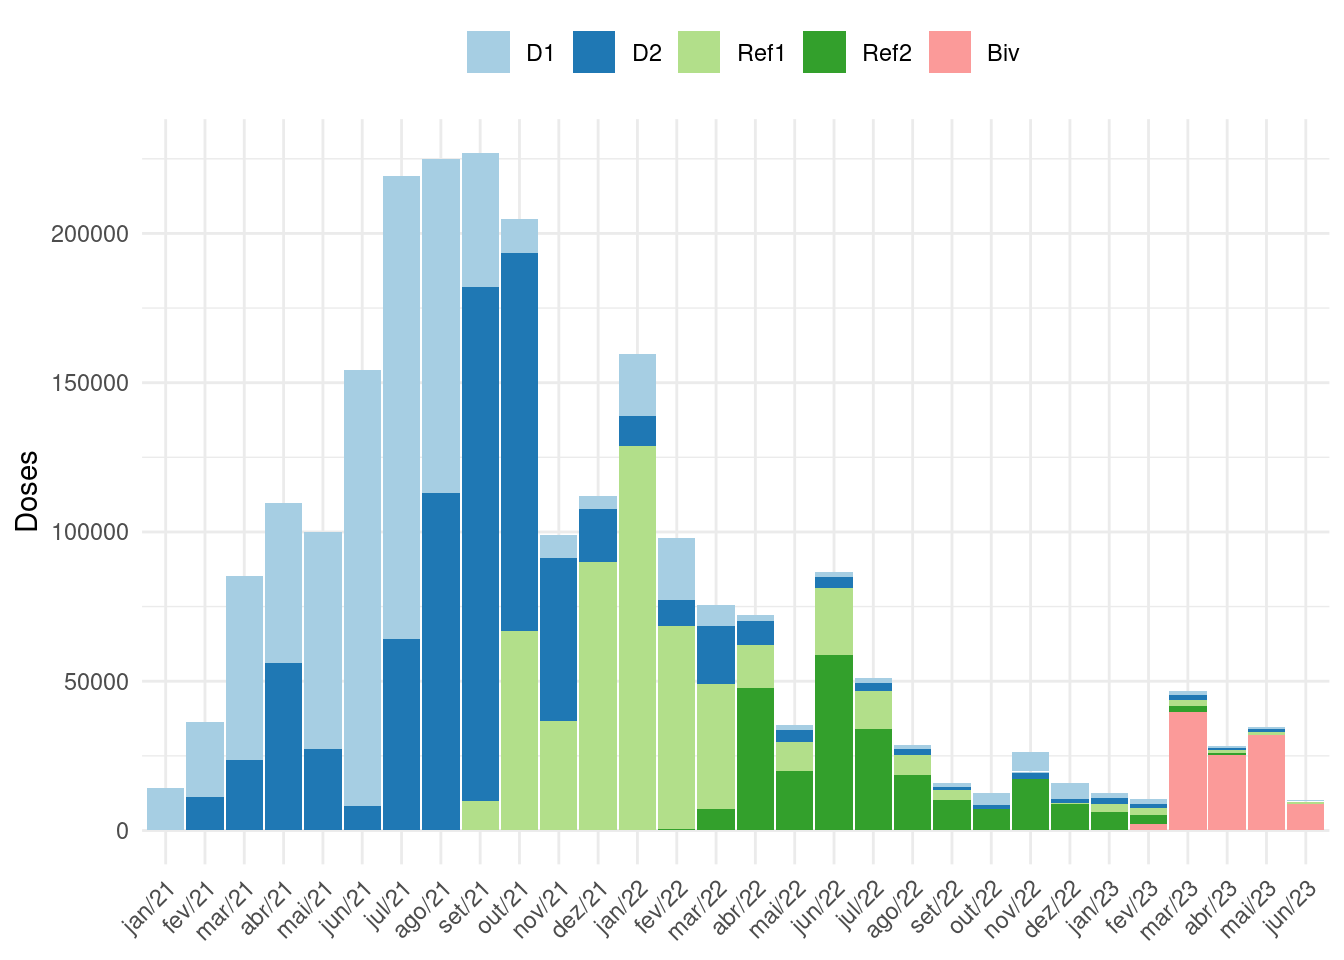 D1 D2 Ref1 Ref2 Biv
Doses
200000
150000
100000
50000
0
jan/21 fev/21 mar/21 abr/21 mai/21 jun/21 jul/21 ago/21 set/21 out/21 nov/21 dez/21 jan/22 fev/22 mar/22 abr/22 mai/22 jun/22 jul/22 ago/22 set/22 out/22 nov/22 dez/22 jan/23 fev/23 mar/23 abr/23 mai/23 jun/23